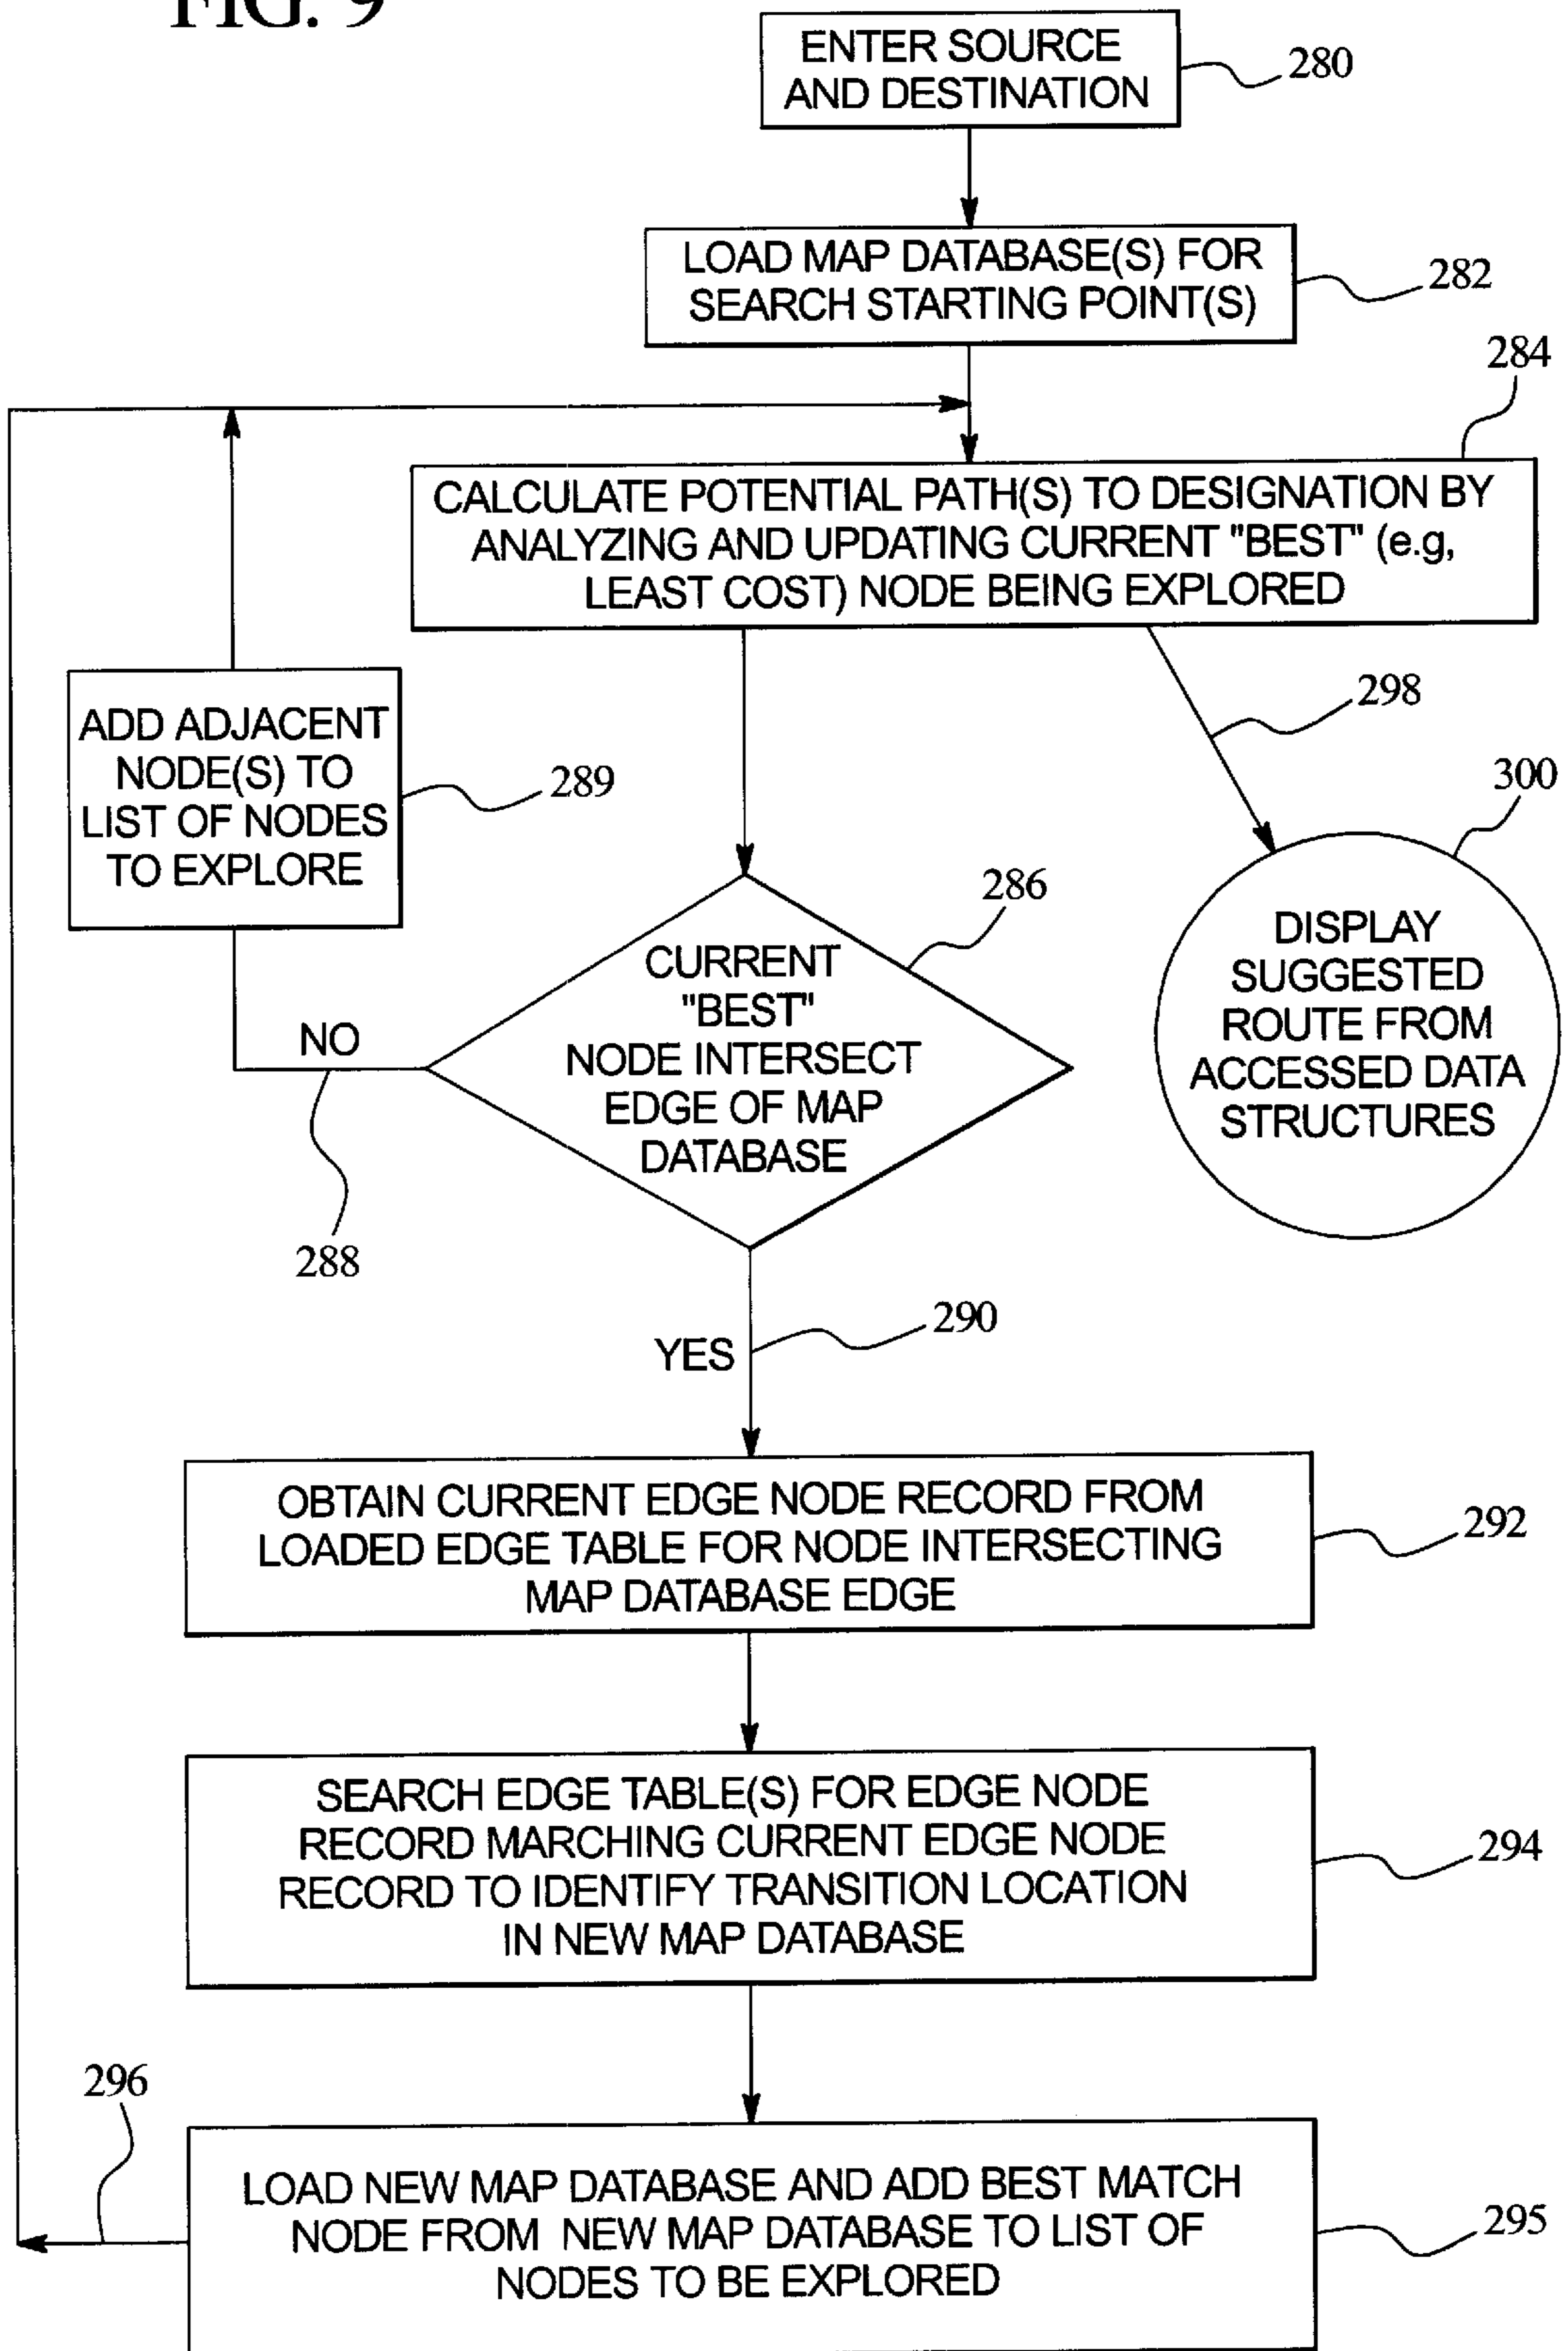 FIG. 9
ENTER SOURCE
AND DESTINATION
280
LOAD MAP DATABASE(S) FOR
SEARCH STARTING POINT(S)
282
284
CALCULATE POTENTIAL PATH(S) TO DESIGNATION BY
ANALYZING AND UPDATING CURRENT "BEST" (e.g,
LEAST COST) NODE BEING EXPLORED
ADD ADJACENT
NODE(S) TO
LIST OF NODES
TO EXPLORE
289
298
300
286
CURRENT
"BEST"
NODE INTERSECT
EDGE OF MAP
DATABASE
DISPLAY
SUGGESTED
ROUTE FROM
ACCESSED DATA
STRUCTURES
NO
288
YES
290
OBTAIN CURRENT EDGE NODE RECORD FROM
LOADED EDGE TABLE FOR NODE INTERSECTING
MAP DATABASE EDGE
292
SEARCH EDGE TABLE(S) FOR EDGE NODE
RECORD MARCHING CURRENT EDGE NODE
RECORD TO IDENTIFY TRANSITION LOCATION
IN NEW MAP DATABASE
294
296
LOAD NEW MAP DATABASE AND ADD BEST MATCH
NODE FROM NEW MAP DATABASE TO LIST OF
NODES TO BE EXPLORED
295